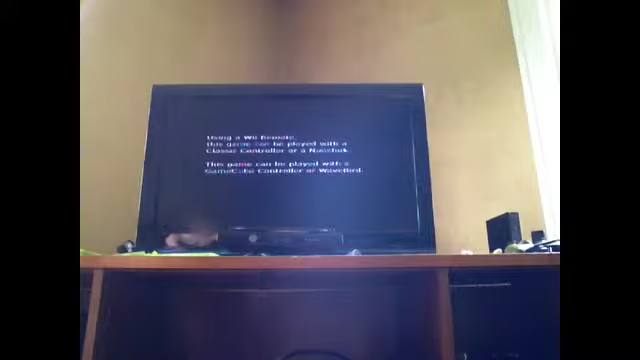 Using a Wii Remote,
this game can be played with a
Classic Controller or a Nunchuk.
This game can be played with a
GameCube Controller or WaveBird.